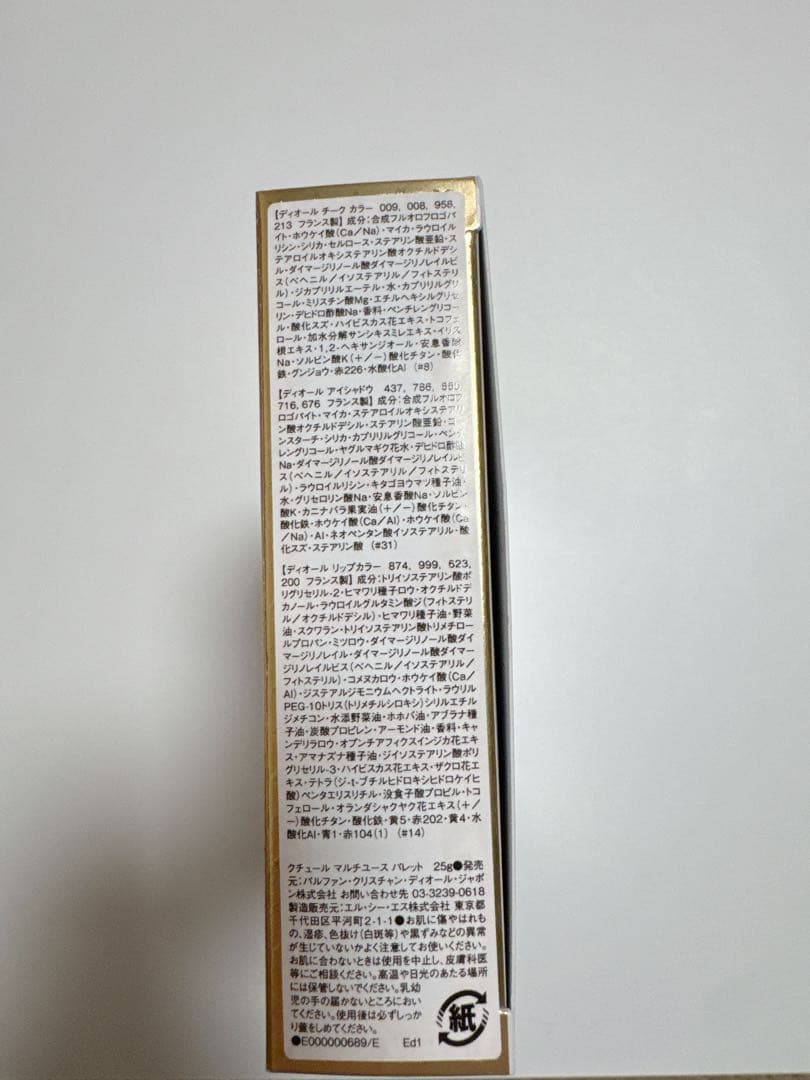 【ディオール チーク カラー 009, 008, 958,
213 フランス製】成分：合成フルオロフロゴパ
イト・ホウケイ酸(Ca/Na)・マイカ・ラウロイル
リシン・シリカ・セルロース・ステアリン酸亜鉛・ス
テアロイルオキシステアリン酸オクチルドデシ
ル・ダイマージリノール酸ダイマージリノレイルビ
ス(ベヘニル/イソステアリル/フィトステリ
ル)・ジカプリリルエーテル・水・カプリリルグリ
コール・ミリスチン酸Mg・エチルヘキシルグリセ
リン・デヒドロ酢酸Na・香料・ペンチレングリコー
ル・酸化スズ・ハイビスカス花エキス・トコフェ
ロール・加水分解サンシキスミレエキス・イリス
根エキス・1,2-ヘキサンジオール・安息香酸
Na・ソルビン酸K(+/−)酸化チタン・酸化
鉄・グンジョウ・赤226・水酸化Al (#8)
【ディオール アイシャドウ 437, 786,
716, 676 フランス製】成分：合成フルオロフ
ロゴパイト・マイカ・ステアロイルオキシステアリ
ン酸オクチルドデシル・ステアリン酸亜鉛・コ
ーンスターチ・シリカ・カプリリルグリコール・ペンチ
レングリコール・ヤグルマギク花水・デヒドロ酢酸
Na・ダイマージリノール酸ダイマージリノレイルビ
ス(ベヘニル/イソステアリル/フィトステリ
ル)・ラウロイルリシン・キタゴヨウマツ種子油・
水・グリセロリン酸Na・安息香酸Na・ソルビン
酸K・カニナバラ果実油(+/−)酸化チタン・
酸化鉄・ホウケイ酸(Ca/Al)・ホウケイ酸(Ca
/Na)・Al・ネオペンタン酸イソステアリル・酸
化スズ・ステアリン酸 (#31)
【ディオール リップカラー 874, 999, 623,
200 フランス製】成分：トリイソステアリン酸ポ
リグリセリル-2・ヒマワリ種子ロウ・オクチルドデ
カノール・ラウロイルグルタミン酸ジ(フィトステリ
ル/オクチルドデシル)・ヒマワリ種子油・野菜
油・スクワラン・トリイソステアリン酸トリメチロー
ルプロパン・ミツロウ・ダイマージリノール酸ダイ
マージリノレイル・ダイマージリノール酸ダイマー
ジリノレイルビス(ベヘニル/イソステアリル/
フィトステリル)・コメヌカロウ・ホウケイ酸(Ca/
Al)・ジステアルジモニウムヘクトライト・ラウリル
PEG-10トリス(トリメチルシロキシ)シリルエチル
ジメチコン・水添野菜油・ホホバ油・アブラナ種
子油・炭酸プロピレン・アーモンド油・香料・キャ
ンデリラロウ・オプンチアフィクスインジカ花エキ
ス・アマナズナ種子油・ジイソステアリン酸ポリ
グリセリル-3・ハイビスカス花エキス・ザクロ花エ
キス・テトラ(ジ-t-ブチルヒドロキシヒドロケイヒ
酸)ペンタエリスリチル・没食子酸プロピル・トコ
フェロール・オランダシャクヤク花エキス(+/
−)酸化チタン・酸化鉄・黄5・赤202・黄4・水
酸化Al・青1・赤104(1) (#14)
クチュール マルチユース パレット 25g●発売
元：パルファン・クリスチャン・ディオール・ジャポ
ン株式会社 お問い合わせ先 03-3239-0618
製造販売元：エル・シー・エス株式会社 東京都
千代田区平河町2-1-1●お肌に傷やはれも
の、湿疹、色抜け(白斑等)や黒ずみなどの異常
が生じていないかよく注意してお使いください。
お肌に合わないときは使用を中止し、皮膚科医
等にご相談ください。高温や日光のあたる場所
には保管しないでください。乳幼
児の手の届かないところにおい
てください。使用後は必ずしっか
り蓋をしめてください。
●E000000689/E Ed1
紙